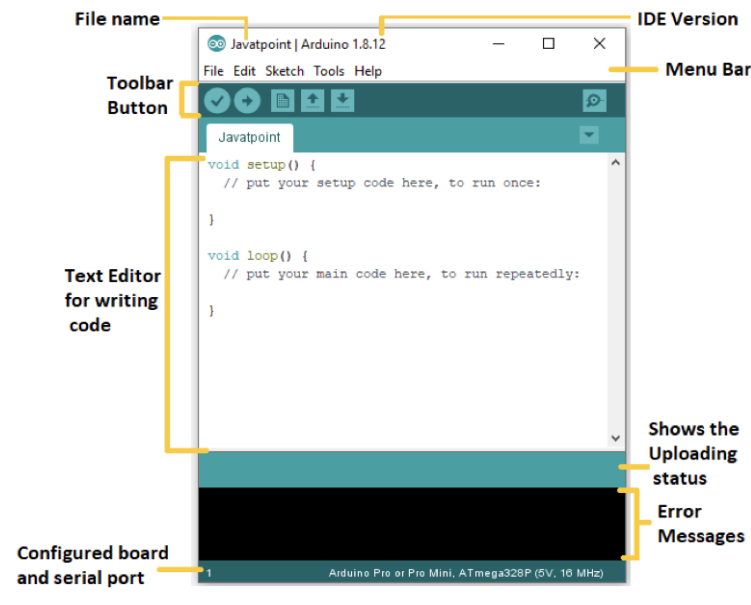 File name
IDE Version
Javatpoint | Arduino 1.8.12
File Edit Sketch Tools Help
Menu Bar
Toolbar
Button
Javatpoint
void setup() {
// put your setup code here, to run once:
}
void loop() {
// put your main code here, to run repeatedly:
}
Text Editor
for writing
code
Shows the
Uploading
status
Error
Messages
Configured board
and serial port
1
Arduino Pro or Pro Mini, ATmega328P (5V, 16 MHz)